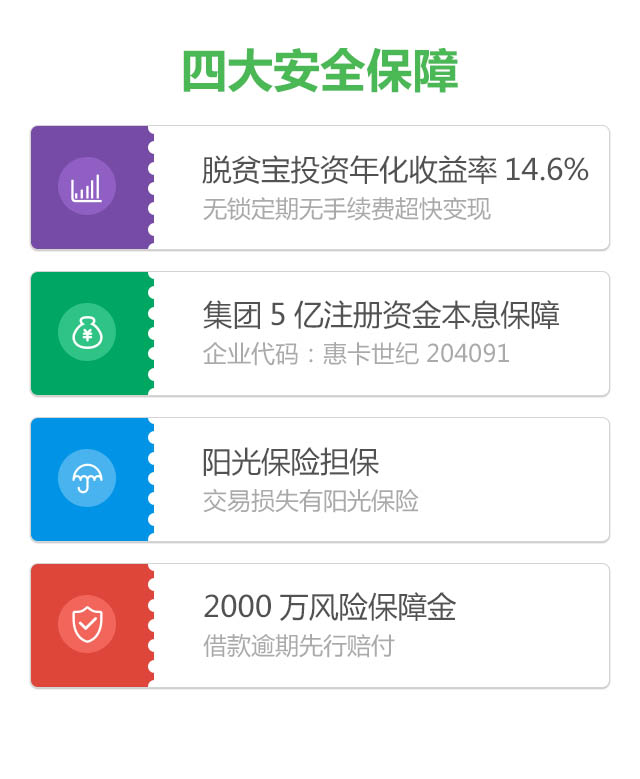 四大安全保障
脱贫宝投资年化收益率 14.6%
无锁定期无手续费超快变现
集团 5 亿注册资金本息保障
企业代码：惠卡世纪 204091
阳光保险担保
交易损失有阳光保险
2000 万风险保障金
借款逾期先行赔付